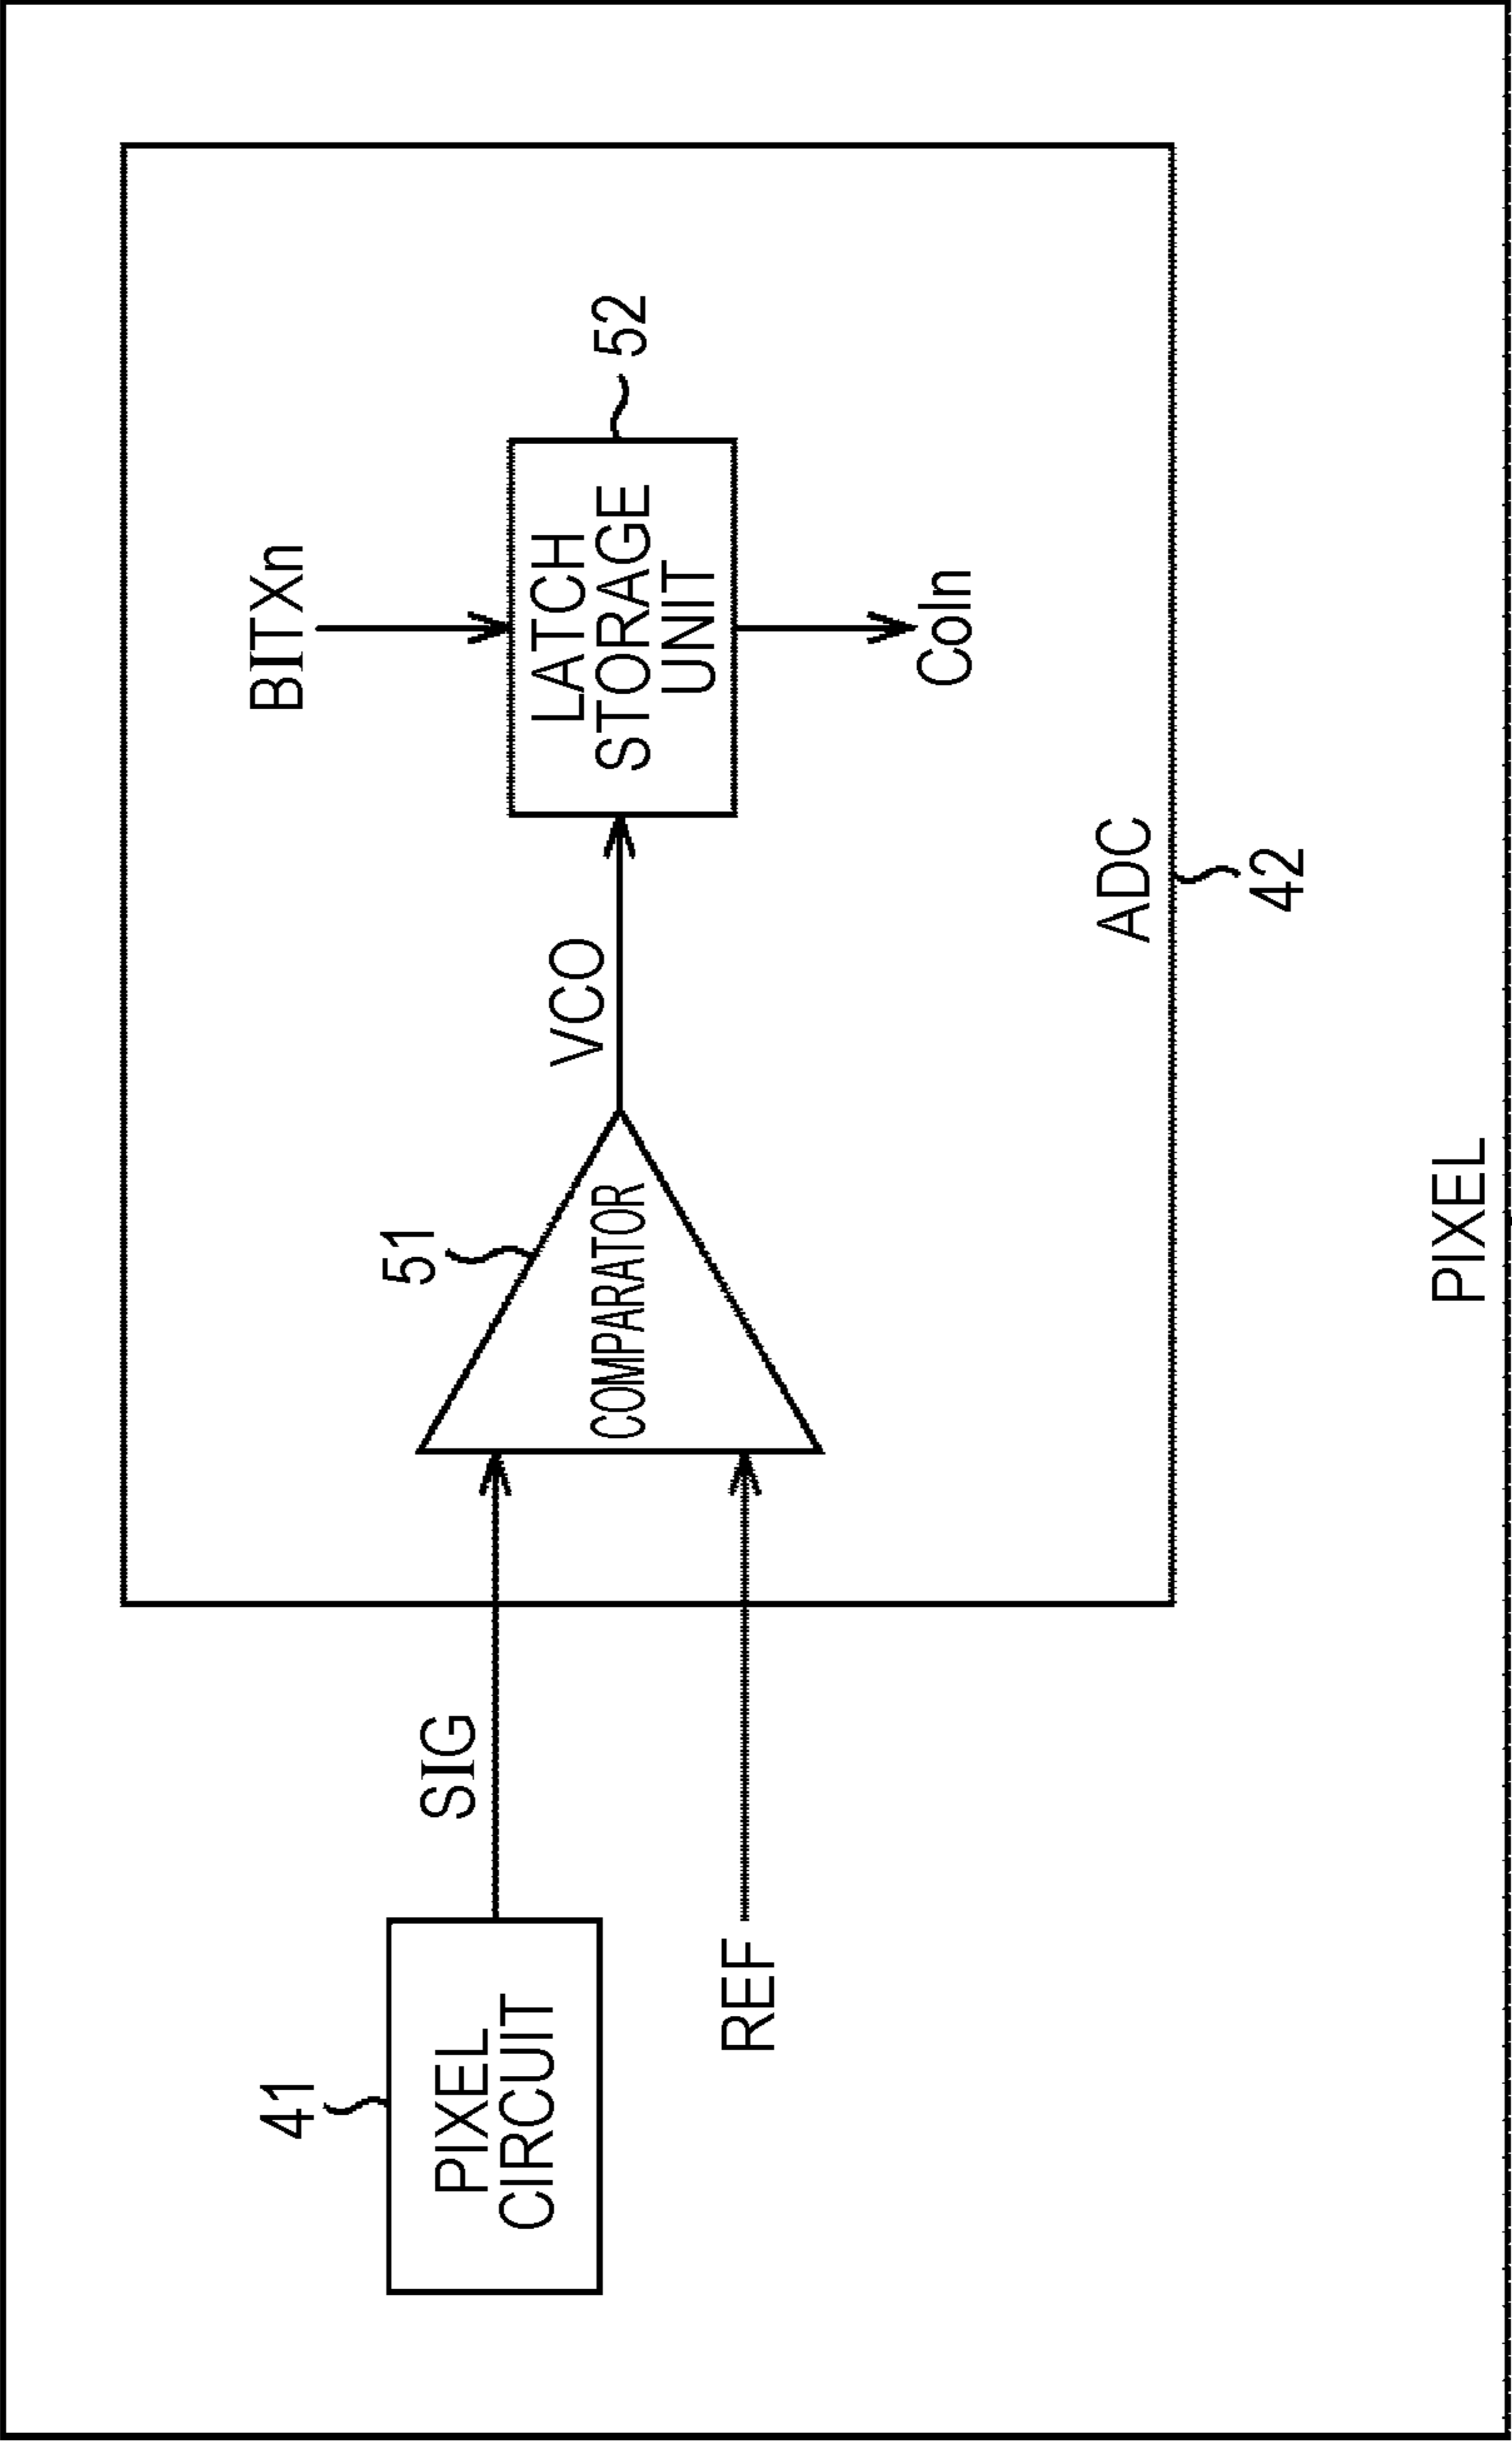 BITXn
41
51
SIG
VCO
52
PIXEL
CIRCUIT
COMPARATOR
LATCH
STORAGE
UNIT
REF
Coln
ADC
42
PIXEL